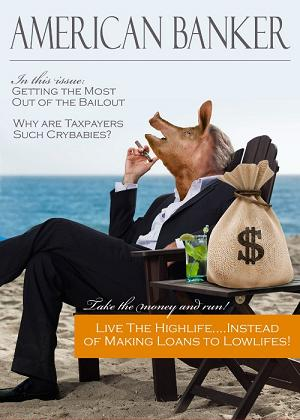 AMERICAN BANKER
In this issue:
GETTING THE MOST
OUT OF THE BAILOUT
WHY ARE TAXPAYERS
SUCH CRYBABIES?
$
Take the money and run!
LIVE THE HIGHLIFE....INSTEAD
OF MAKING LOANS TO LOWLIFES!